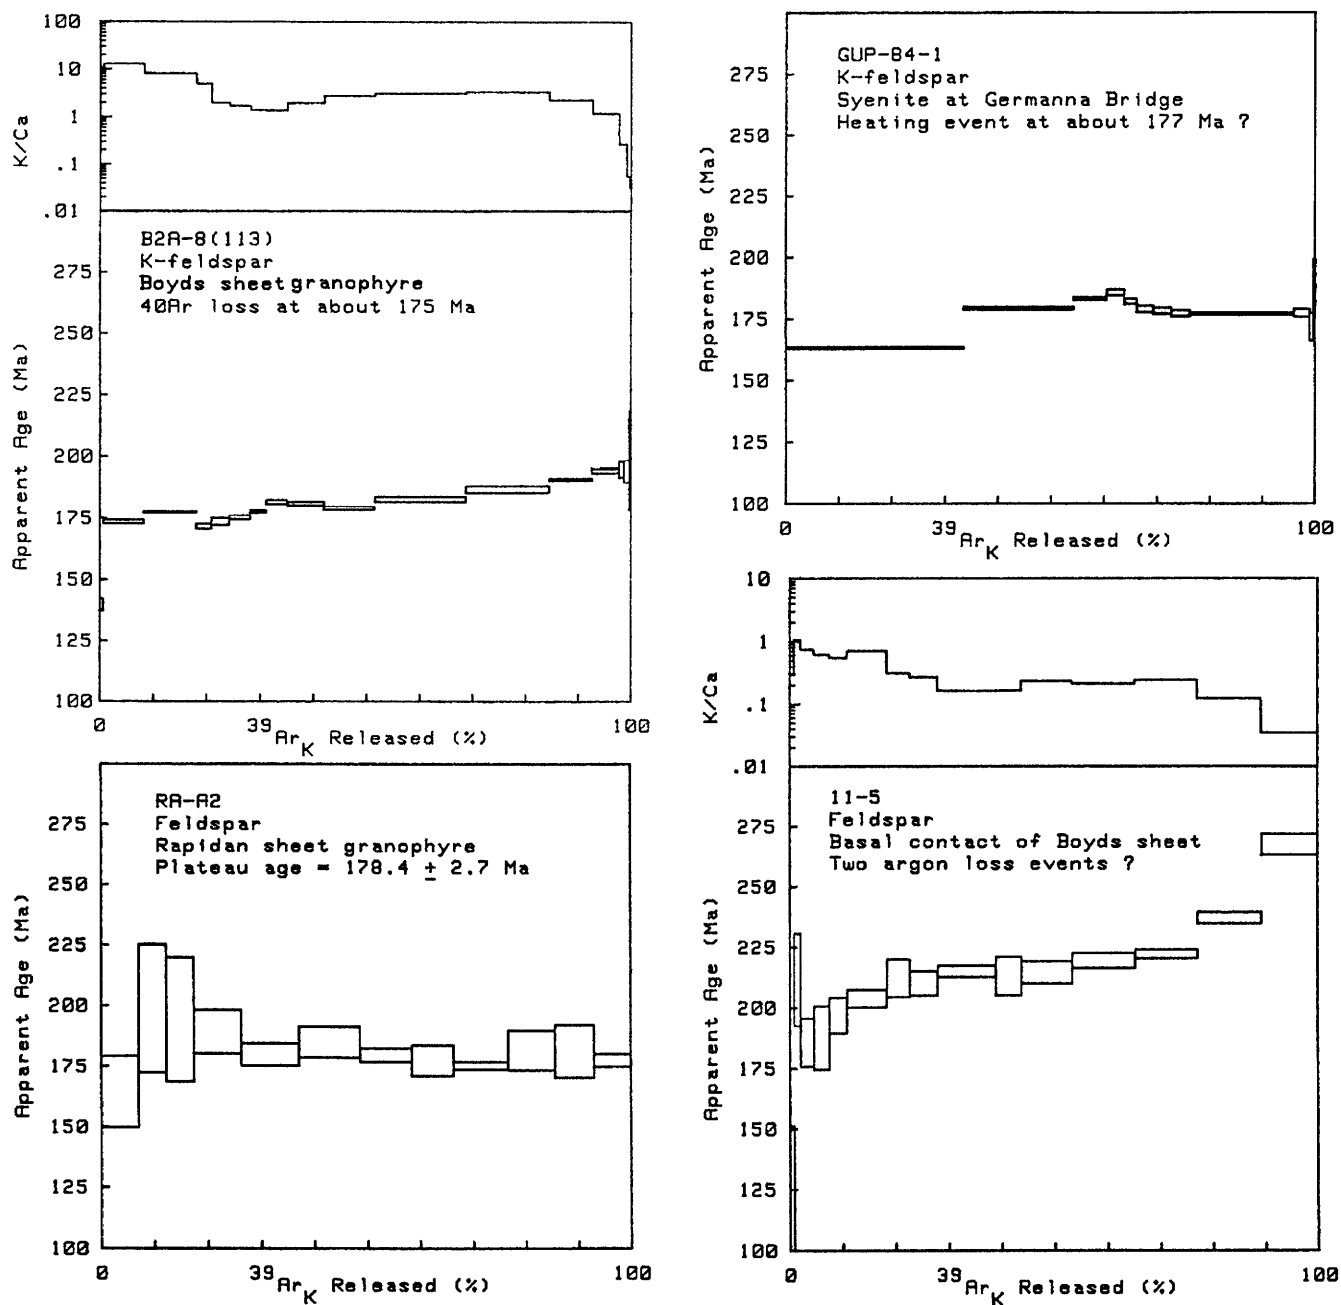 100
10
1
.1
.01
K/Ca
B2A-8(113)
K-feldspar
Boyds sheet granophyre
40Ar loss at about 175 Ma
275
250
225
200
175
150
125
100
Apparent Age (Ma)
0
100
39ArK Released (%)
GUP-84-1
K-feldspar
Syenite at Germanna Bridge
Heating event at about 177 Ma ?
275
250
225
200
175
150
125
100
Apparent Age (Ma)
0
100
39ArK Released (%)
RA-A2
Feldspar
Rapidan sheet granophyre
Plateau age = 178.4 ± 2.7 Ma
275
250
225
200
175
150
125
100
Apparent Age (Ma)
0
100
39ArK Released (%)
10
1
.1
.01
K/Ca
11-5
Feldspar
Basal contact of Boyds sheet
Two argon loss events ?
275
250
225
200
175
150
125
100
Apparent Age (Ma)
0
100
39ArK Released (%)